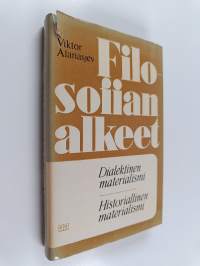 Viktor
Afanasjev
Filo-
sofian
alkeet
Dialektinen
materialismi
Historiallinen
materialismi